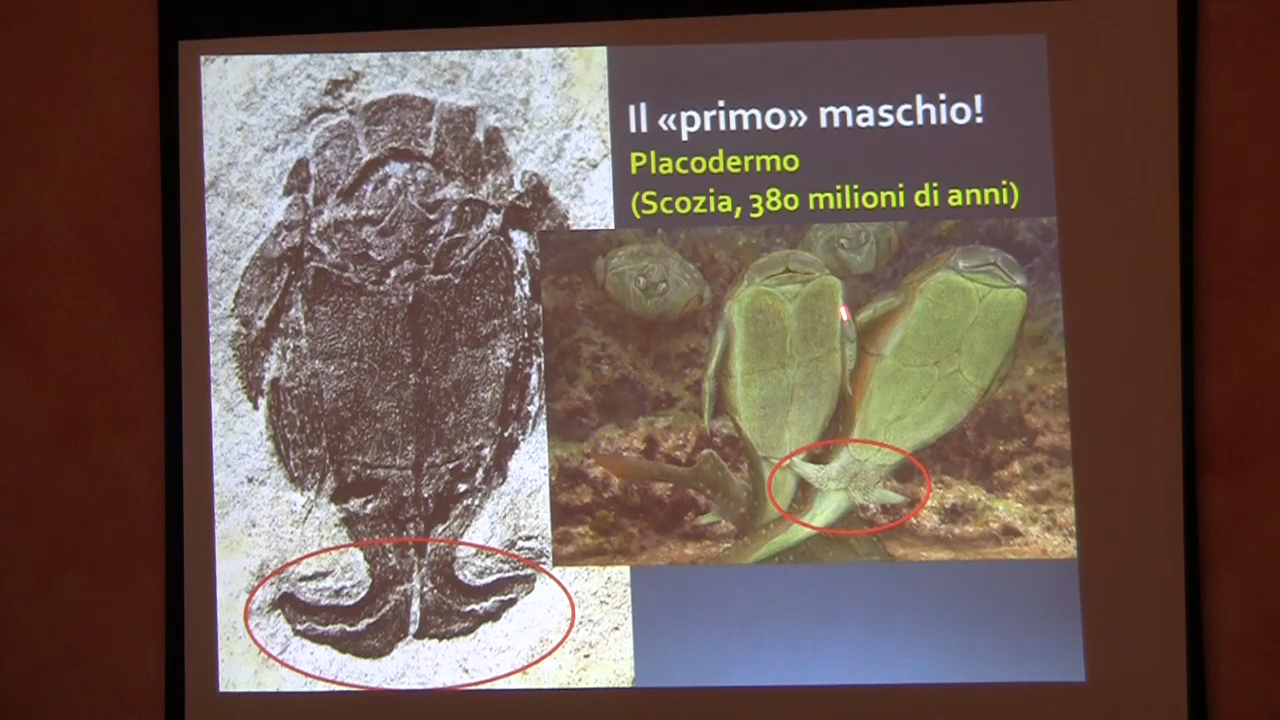 Il «primo» maschio!
Placodermo
(Scozia, 380 milioni di anni)